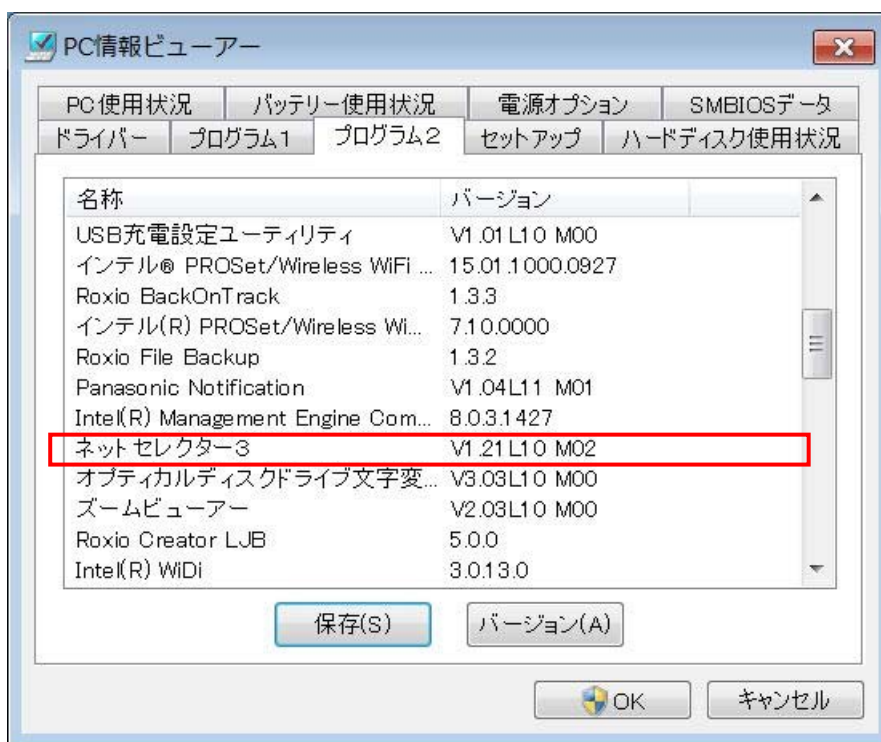 PC情報ビューアー
PC使用状況 バッテリー使用状況 電源オプション SMBIOSデータ
ドライバー プログラム1 プログラム2 セットアップ ハードディスク使用状況
名称 バージョン
USB充電設定ユーティリティ V1.01L10 M00
インテル® PROSet/Wireless WiFi ... 15.01.1000.0927
Roxio BackOnTrack 1.3.3
インテル(R) PROSet/Wireless Wi... 7.1.0.0000
Roxio File Backup 1.3.2
Panasonic Notification V1.04L11 M01
Intel(R) Management Engine Com... 8.0.3.1427
ネットセレクター3 V1.21L10 M02
オプティカルディスクドライブ文字変... V3.03L10 M00
ズームビューアー V2.03L10 M00
Roxio Creator LJB 5.0.0
Intel(R) WiDi 3.0.13.0
保存(S) バージョン(A)
OK キャンセル